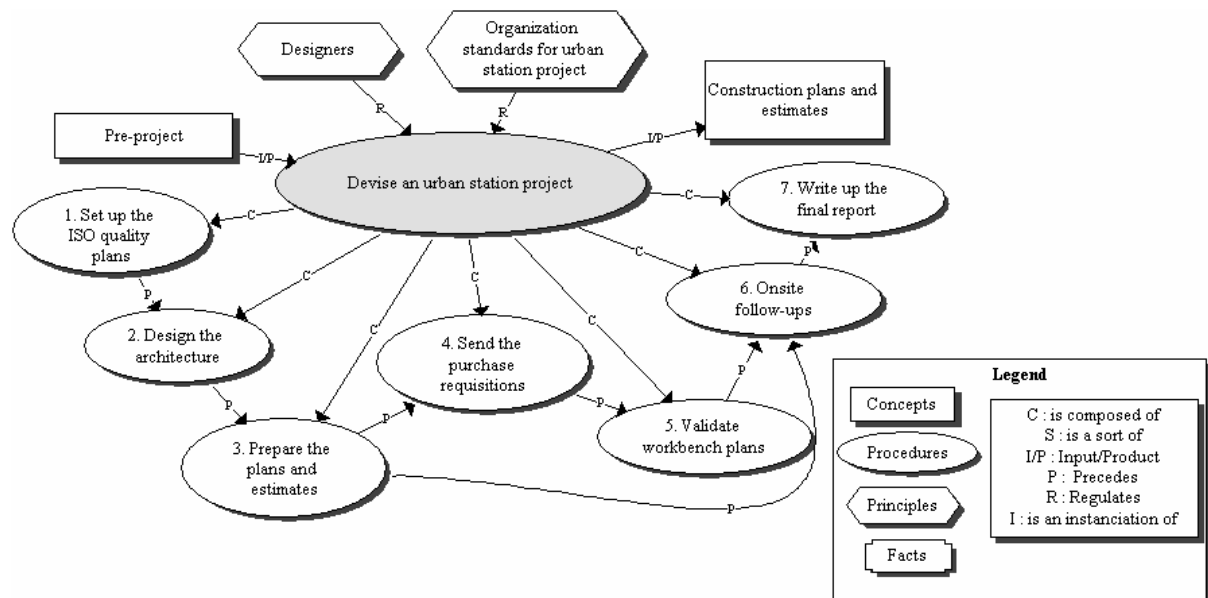 Designers
Organization
standards for urban
station project
Construction plans and
estimates
Pre-project
R
R
I/P
I/P
Devise an urban station project
7. Write up the
final report
1. Set up the
ISO quality
plans
C
C
P
C
C
C
C
C
P
6. Onsite
follow-ups
2. Design the
architecture
4. Send the
purchase
requisitions
P
P
P
P
5. Validate
workbench plans
3. Prepare the
plans and
estimates
P
Legend
Concepts
Procedures
Principles
Facts
C : is composed of
S : is a sort of
I/P : Input/Product
P : Precedes
R : Regulates
I : is an instanciation of